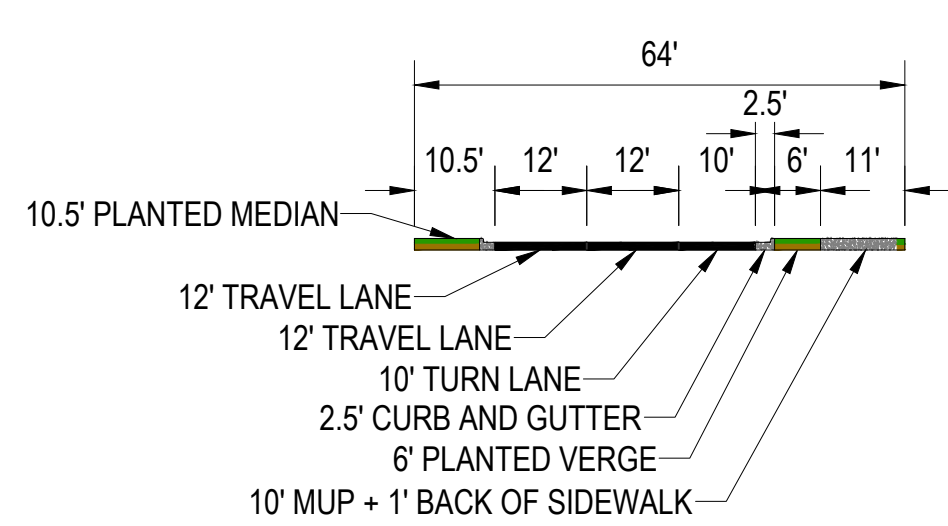 64'
2.5'
10.5' 12' 12' 10' 6' 11'
10.5' PLANTED MEDIAN
12' TRAVEL LANE
12' TRAVEL LANE
10' TURN LANE
2.5' CURB AND GUTTER
6' PLANTED VERGE
10' MUP + 1' BACK OF SIDEWALK